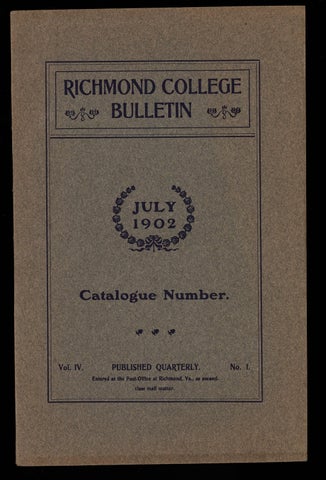 RICHMOND COLLEGE
BULLETIN
JULY
1902
Catalogue Number.
Vol. IV. PUBLISHED QUARTERLY. No. 1.
Entered at the Post-Office at Richmond, Va., as second-
class mail matter.